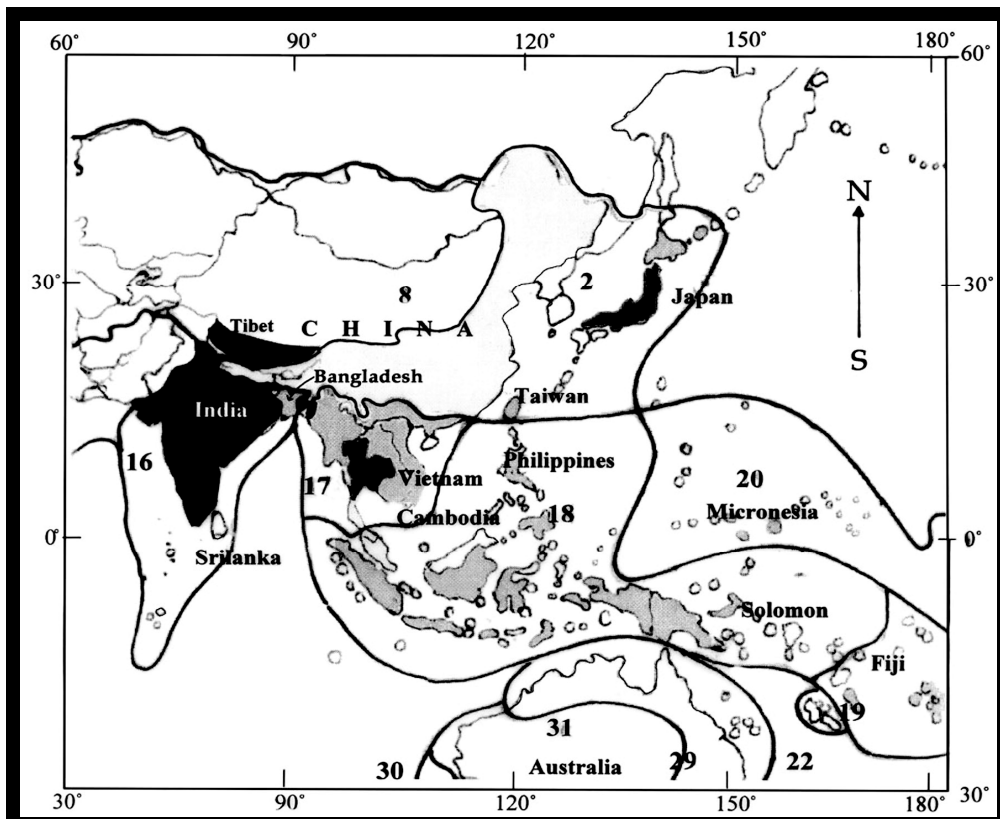 60° 90° 120° 150° 180° 60°
N
30° 2 30°
8 Japan
Tibet C H I N A
S
Bangladesh
Taiwan
India
16 Philippines
17 Vietnam 20
Cambodia 18 Micronesia
0° 0°
Srilanka
Solomon
C
Fiji
19
31
30 Australia 29 22
30° 90° 120° 150° 180° 30°